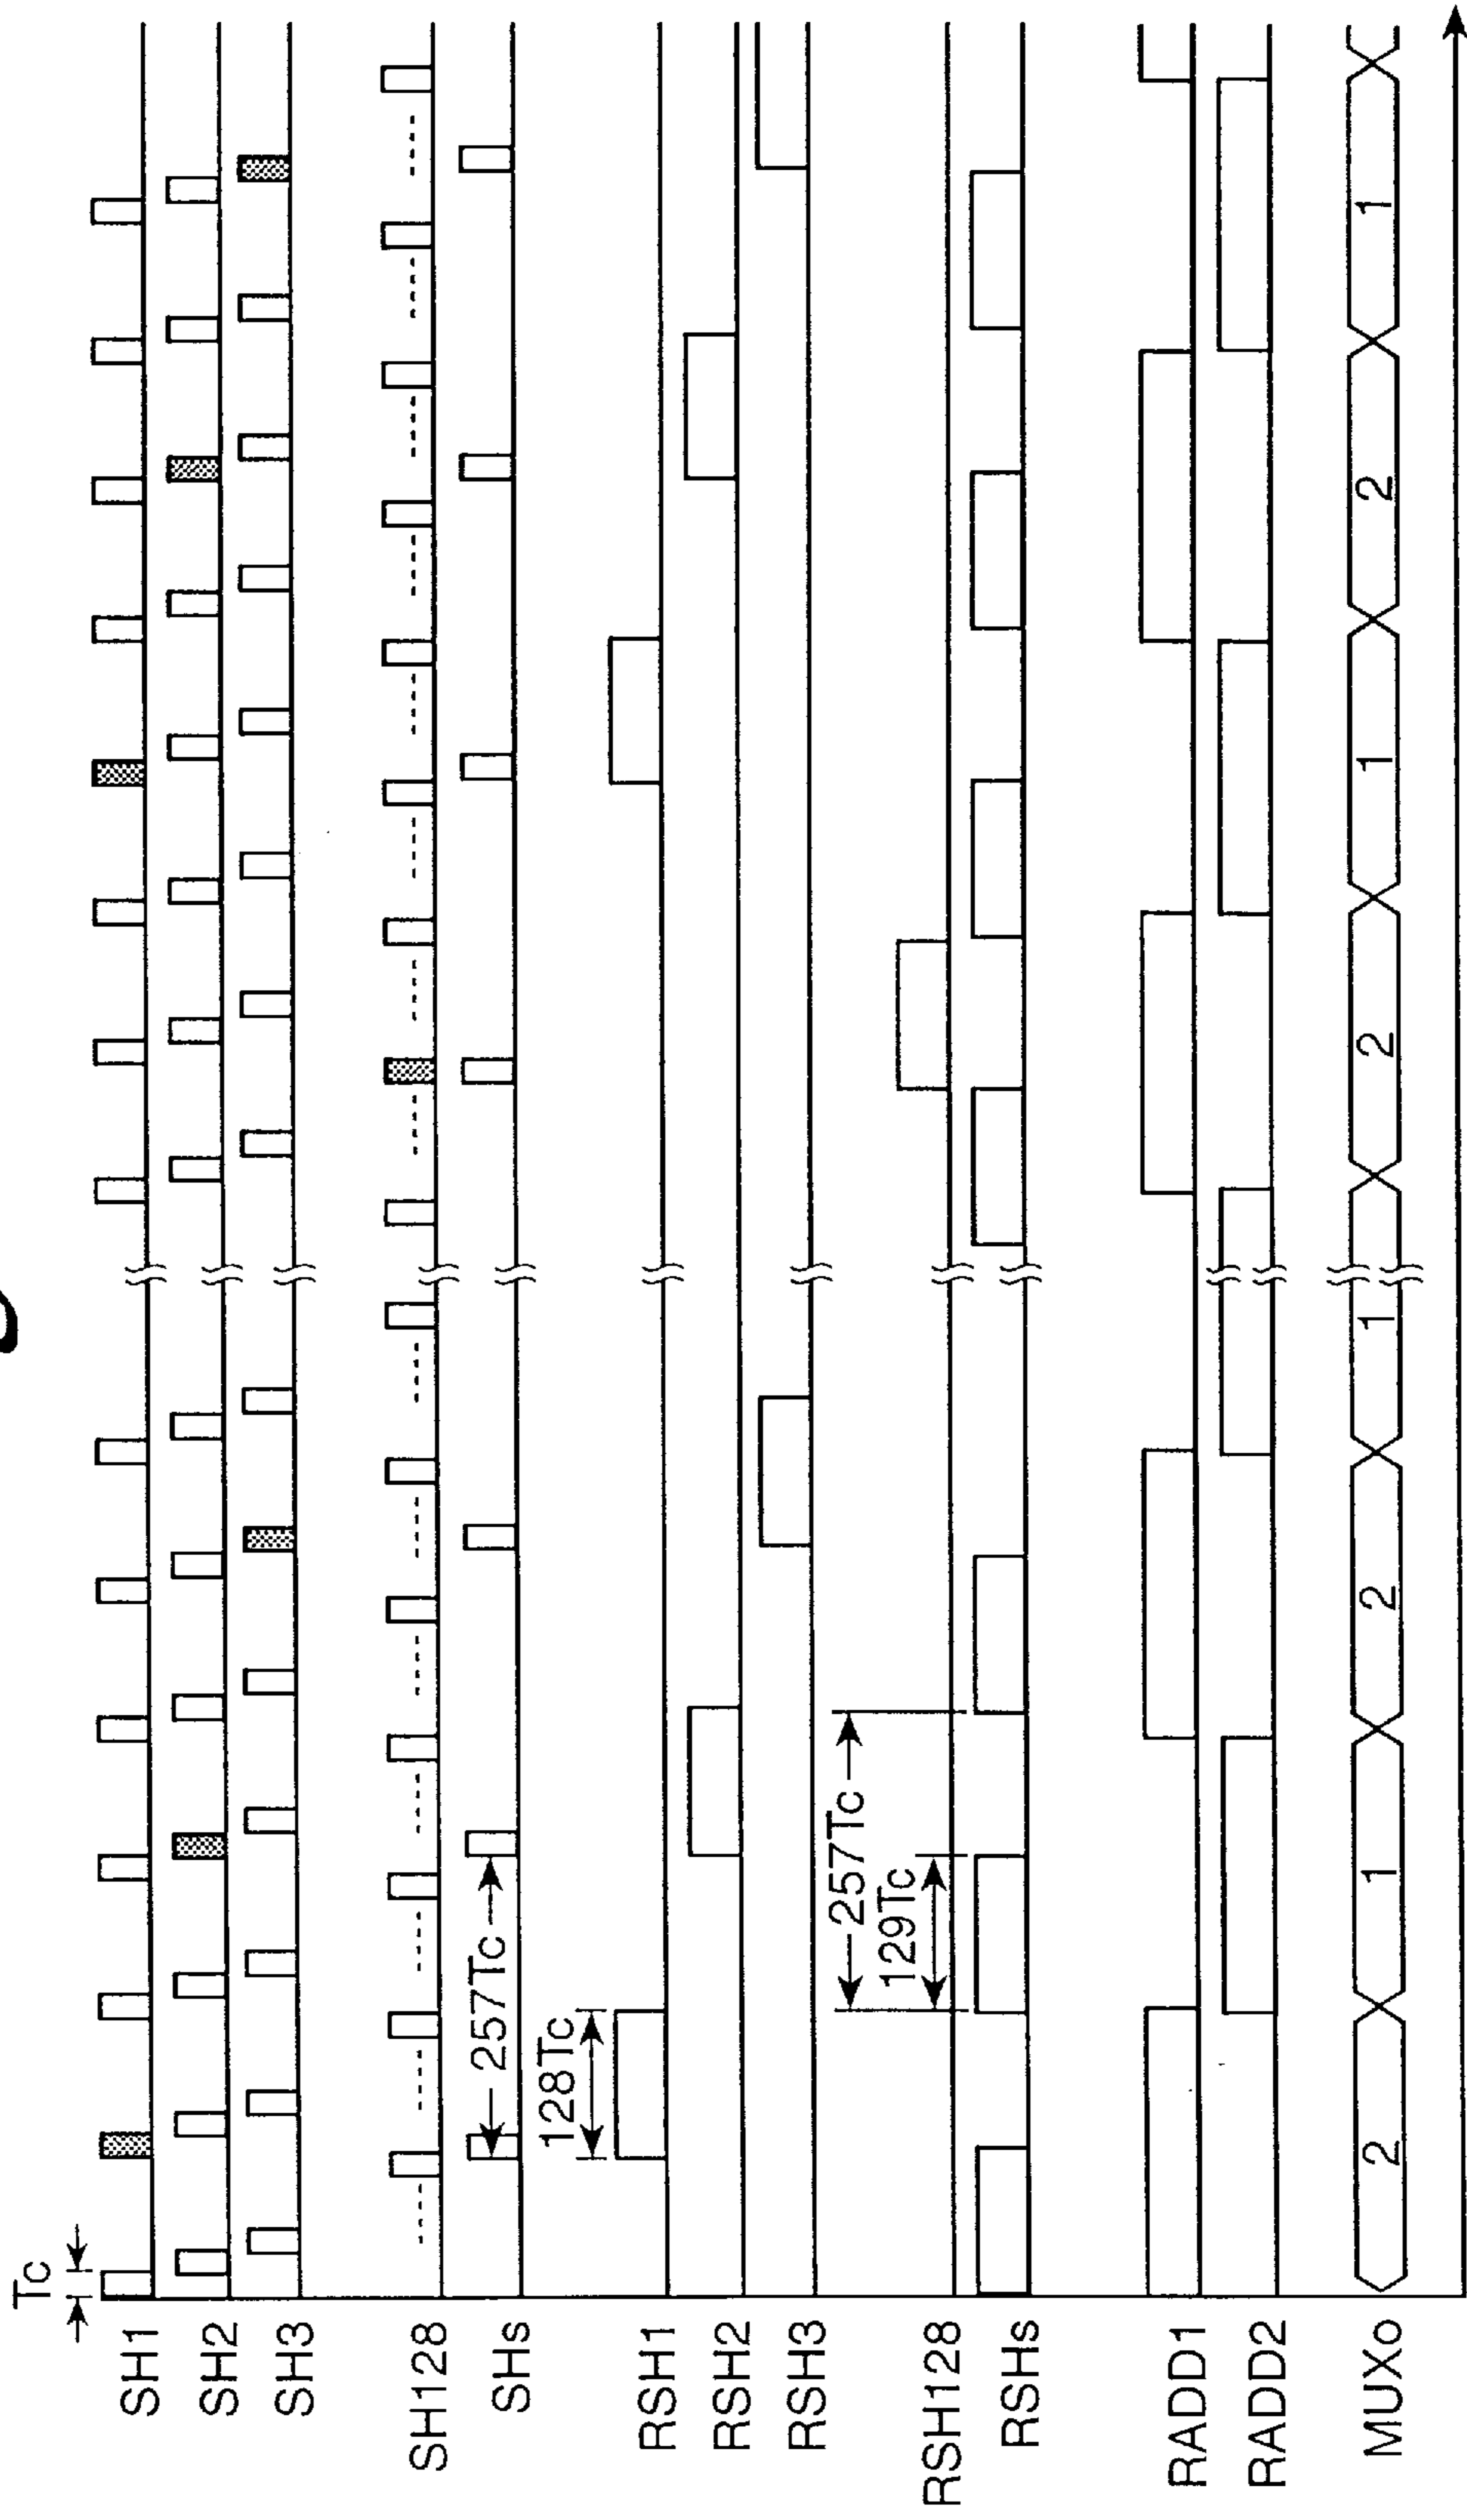 Tc
SH1
SH2
SH3
SH128
SHs
257Tc
RSH1
128Tc
RSH2
RSH3
257Tc
129Tc
RSH128
RSHs
RADD1
RADD2
MUXo
2 1 2 1 2 1 2 1